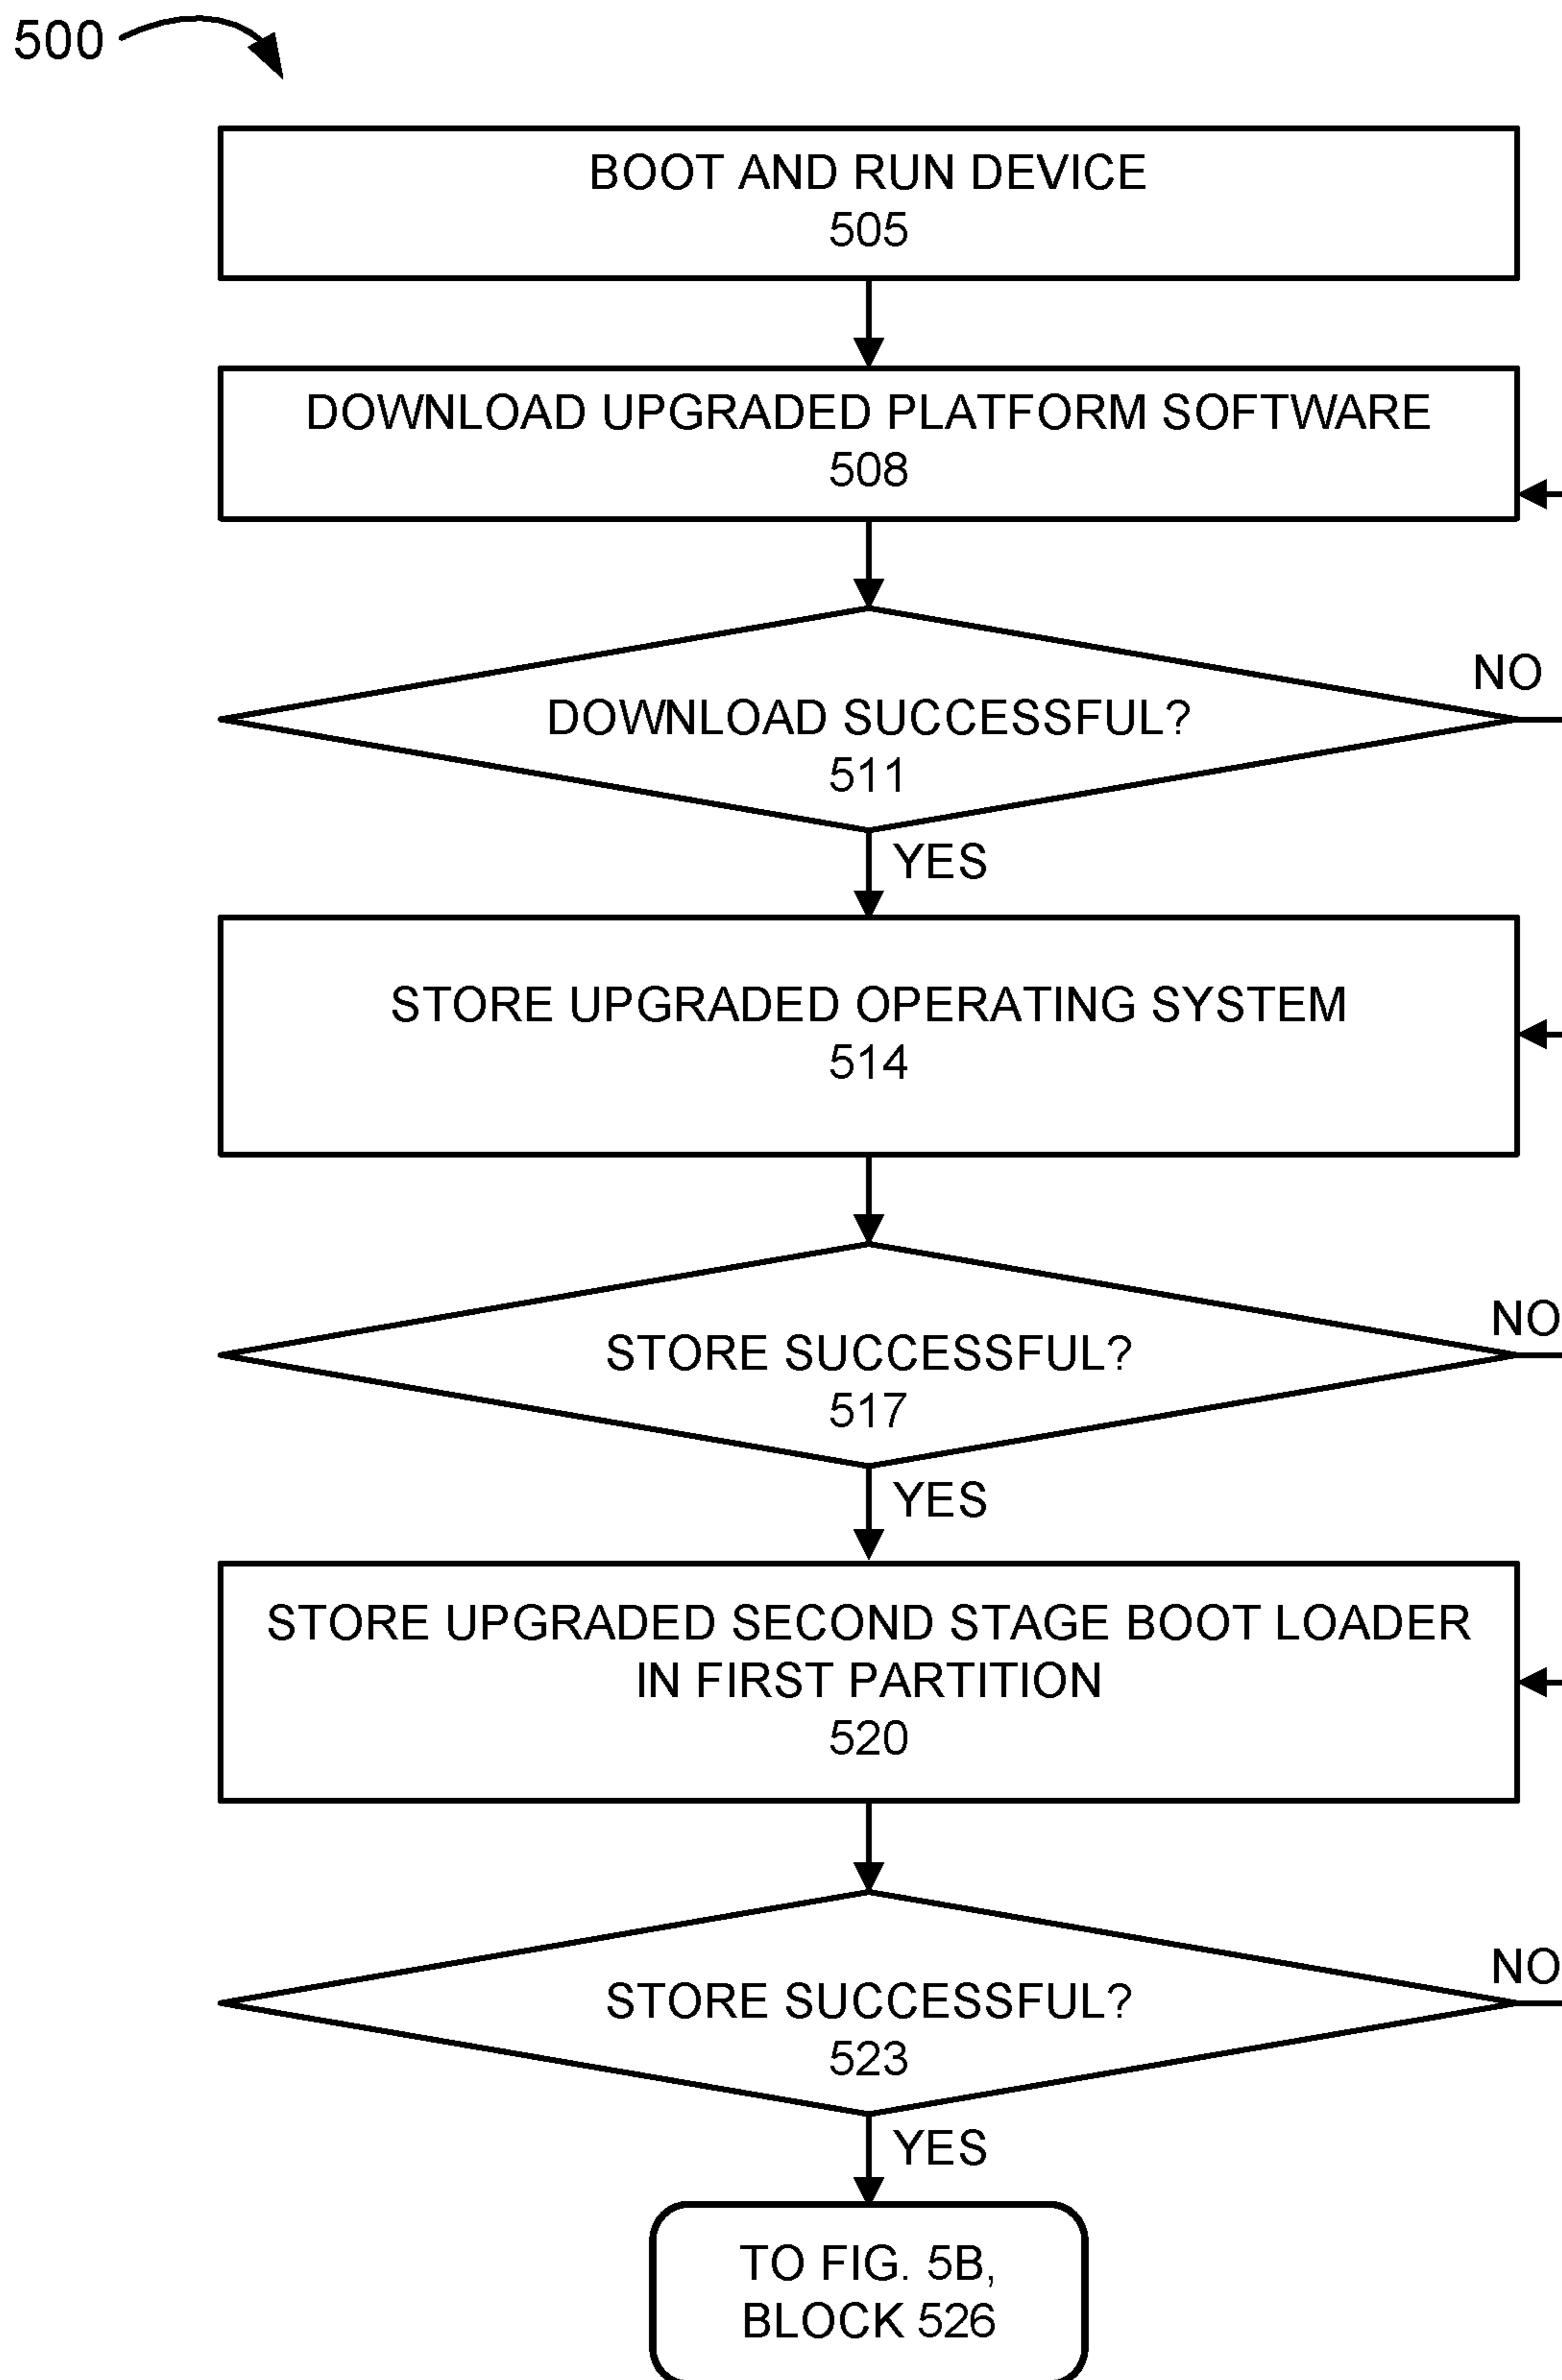 500
BOOT AND RUN DEVICE
505
DOWNLOAD UPGRADED PLATFORM SOFTWARE
508
NO
DOWNLOAD SUCCESSFUL?
511
YES
STORE UPGRADED OPERATING SYSTEM
514
NO
STORE SUCCESSFUL?
517
YES
STORE UPGRADED SECOND STAGE BOOT LOADER
IN FIRST PARTITION
520
NO
STORE SUCCESSFUL?
523
YES
TO FIG. 5B,
BLOCK 526